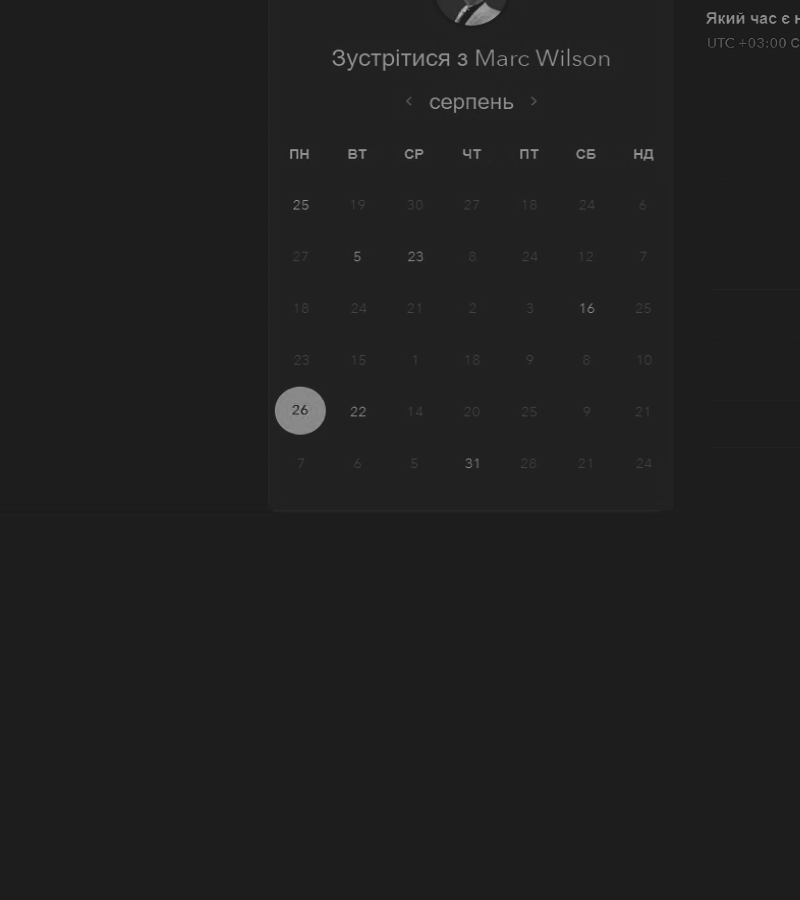 Який час є
UTC +03:00
Зустрітися з Marc Wilson
серпень
ПН ВТ СР ЧТ ПТ СБ НД
25 19 30 27 18 24 6
27 5 23 8 24 12 7
18 24 21 2 3 16 25
23 15 1 18 9 8 10
26 22 14 20 25 9 21
7 6 5 31 28 21 24